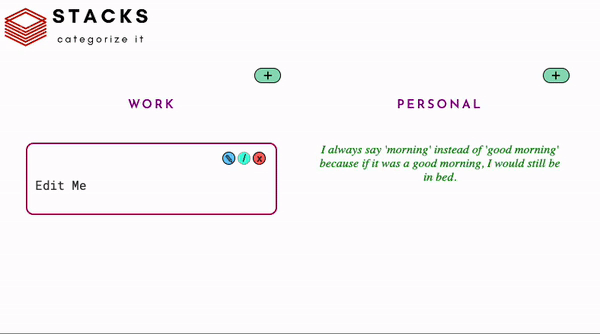 STACKS
categorize it
+
+
WORK
PERSONAL
I always say 'morning' instead of 'good morning'
because if it was a good morning, I would still be
in bed.
/ x
Edit Me